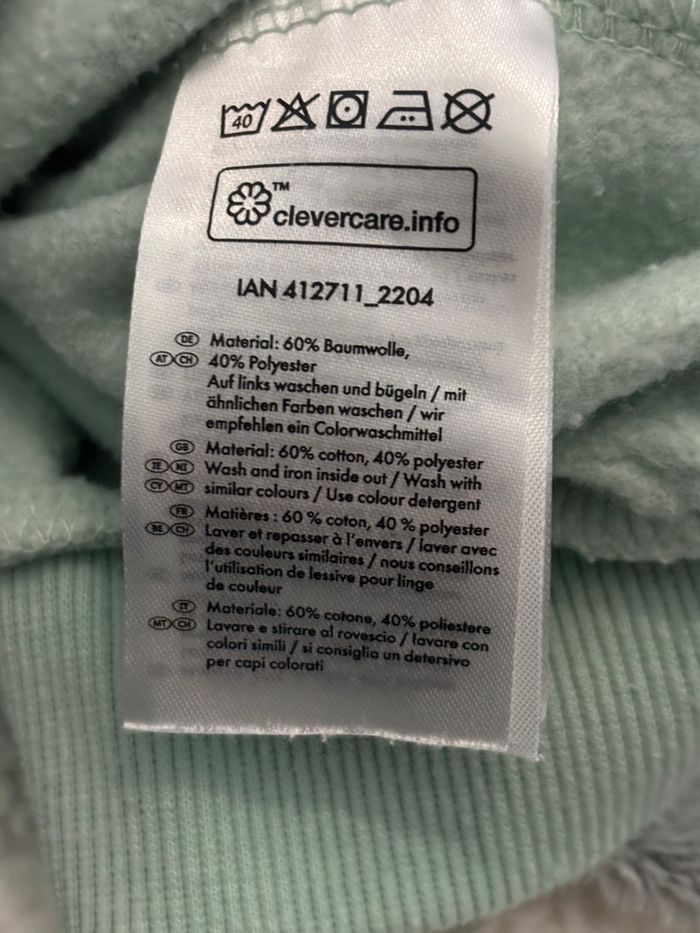 40
clevercare.info™
IAN 412711_2204
DE Material: 60% Baumwolle,
AT CH 40% Polyester
Auf links waschen und bügeln / mit
ähnlichen Farben waschen / wir
empfehlen ein Colorwaschmittel
GB Material: 60% cotton, 40% polyester
IE NI Wash and iron inside out / Wash with
CY MT similar colours / Use colour detergent
FR Matières : 60 % coton, 40 % polyester
BE CH Laver et repasser à l'envers / laver avec
des couleurs similaires / nous conseillons
l'utilisation de lessive pour linge
de couleur
IT Materiale: 60% cotone, 40% poliestere
MT CH Lavare e stirare al rovescio / lavare con
colori simili / si consiglia un detersivo
per capi colorati